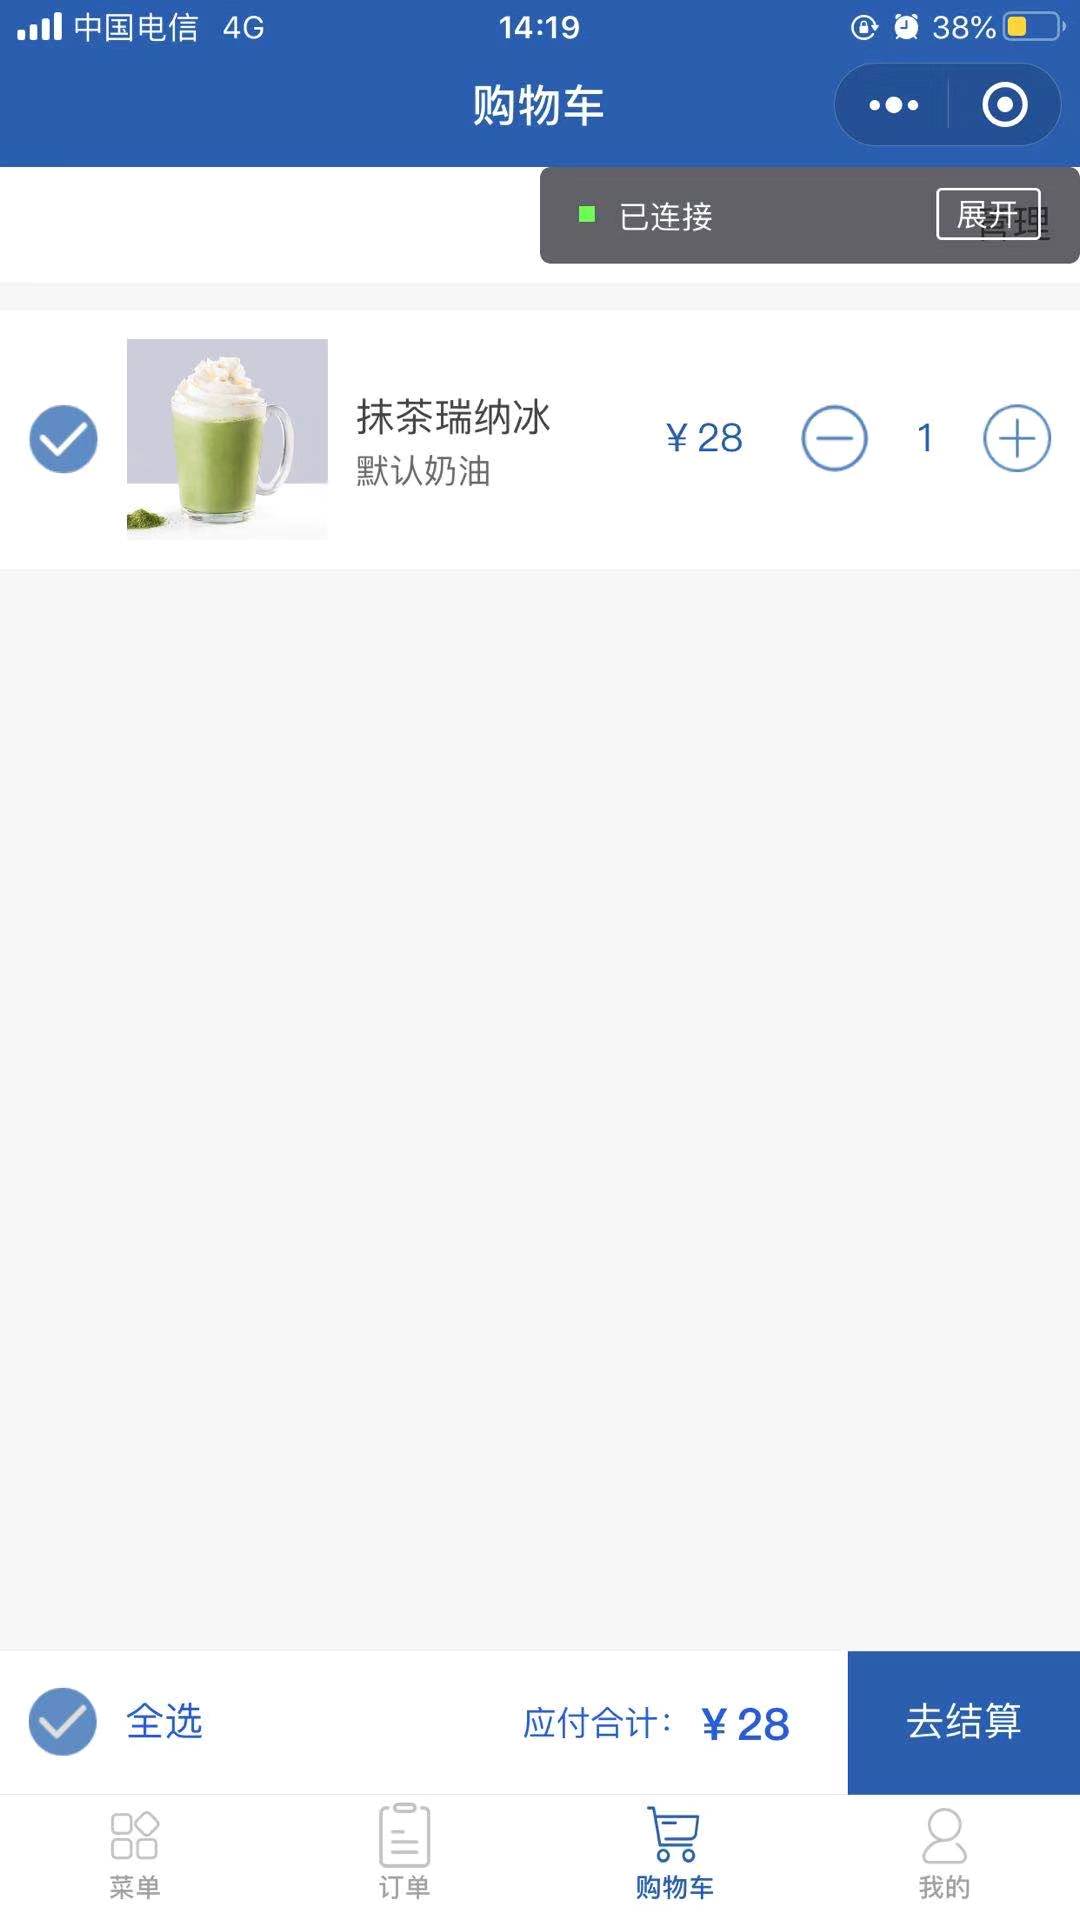 中国电信 4G 14:19 38%
购物车
已连接 展开
管理
抹茶瑞纳冰
默认奶油
¥28 1
全选 应付合计： ¥28 去结算
菜单 订单 购物车 我的